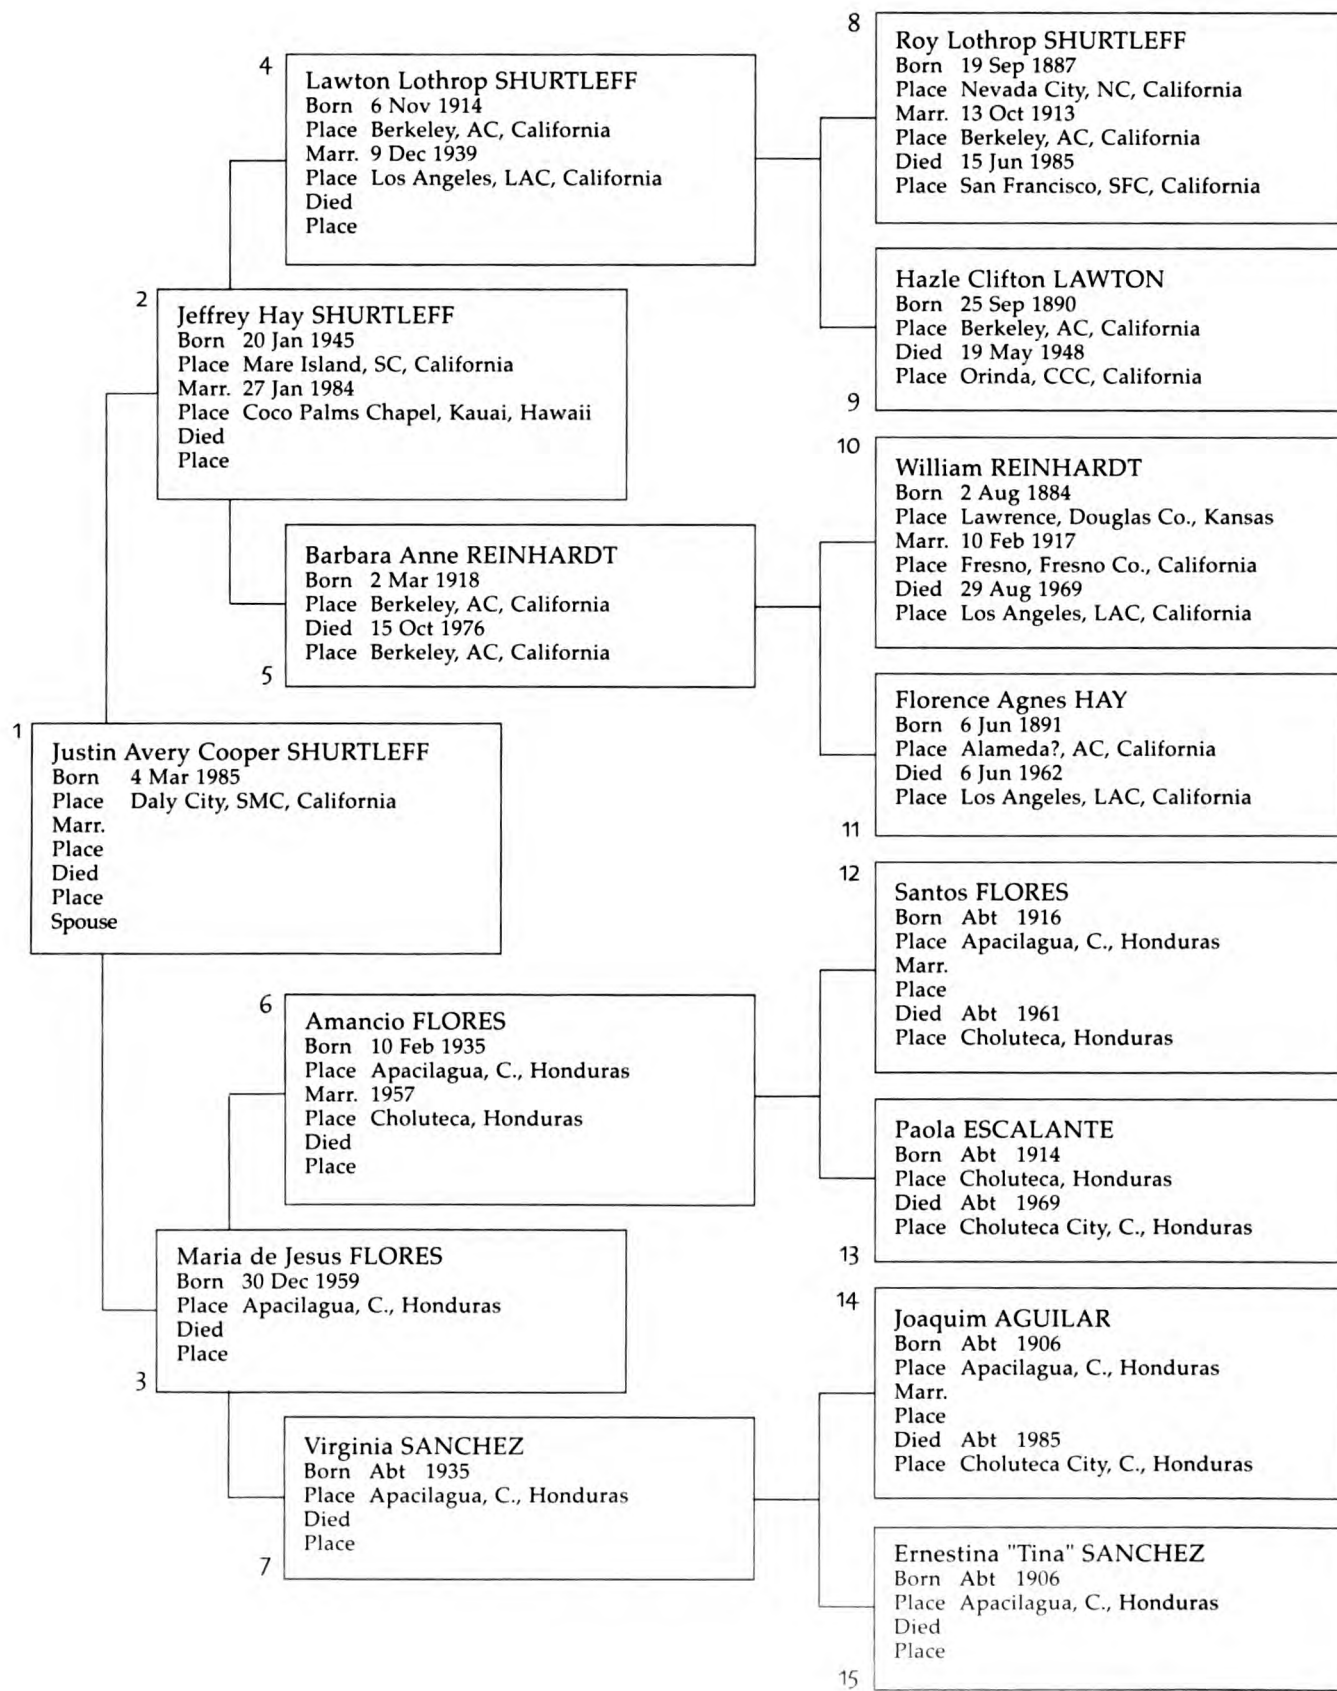 8
Roy Lothrop SHURTLEFF
Born 19 Sep 1887
Place Nevada City, NC, California
Marr. 13 Oct 1913
Place Berkeley, AC, California
Died 15 Jun 1985
Place San Francisco, SFC, California
4
Lawton Lothrop SHURTLEFF
Born 6 Nov 1914
Place Berkeley, AC, California
Marr. 9 Dec 1939
Place Los Angeles, LAC, California
Died
Place
Hazle Clifton LAWTON
Born 25 Sep 1890
Place Berkeley, AC, California
Died 19 May 1948
Place Orinda, CCC, California
9
2
Jeffrey Hay SHURTLEFF
Born 20 Jan 1945
Place Mare Island, SC, California
Marr. 27 Jan 1984
Place Coco Palms Chapel, Kauai, Hawaii
Died
Place
10
William REINHARDT
Born 2 Aug 1884
Place Lawrence, Douglas Co., Kansas
Marr. 10 Feb 1917
Place Fresno, Fresno Co., California
Died 29 Aug 1969
Place Los Angeles, LAC, California
Barbara Anne REINHARDT
Born 2 Mar 1918
Place Berkeley, AC, California
Died 15 Oct 1976
Place Berkeley, AC, California
5
Florence Agnes HAY
Born 6 Jun 1891
Place Alameda?, AC, California
Died 6 Jun 1962
Place Los Angeles, LAC, California
11
1
Justin Avery Cooper SHURTLEFF
Born 4 Mar 1985
Place Daly City, SMC, California
Marr.
Place
Died
Place
Spouse
12
Santos FLORES
Born Abt 1916
Place Apacilagua, C., Honduras
Marr.
Place
Died Abt 1961
Place Choluteca, Honduras
6
Amancio FLORES
Born 10 Feb 1935
Place Apacilagua, C., Honduras
Marr. 1957
Place Choluteca, Honduras
Died
Place
Paola ESCALANTE
Born Abt 1914
Place Choluteca, Honduras
Died Abt 1969
Place Choluteca City, C., Honduras
13
Maria de Jesus FLORES
Born 30 Dec 1959
Place Apacilagua, C., Honduras
Died
Place
3
14
Joaquim AGUILAR
Born Abt 1906
Place Apacilagua, C., Honduras
Marr.
Place
Died Abt 1985
Place Choluteca City, C., Honduras
Virginia SANCHEZ
Born Abt 1935
Place Apacilagua, C., Honduras
Died
Place
7
Ernestina "Tina" SANCHEZ
Born Abt 1906
Place Apacilagua, C., Honduras
Died
Place
15